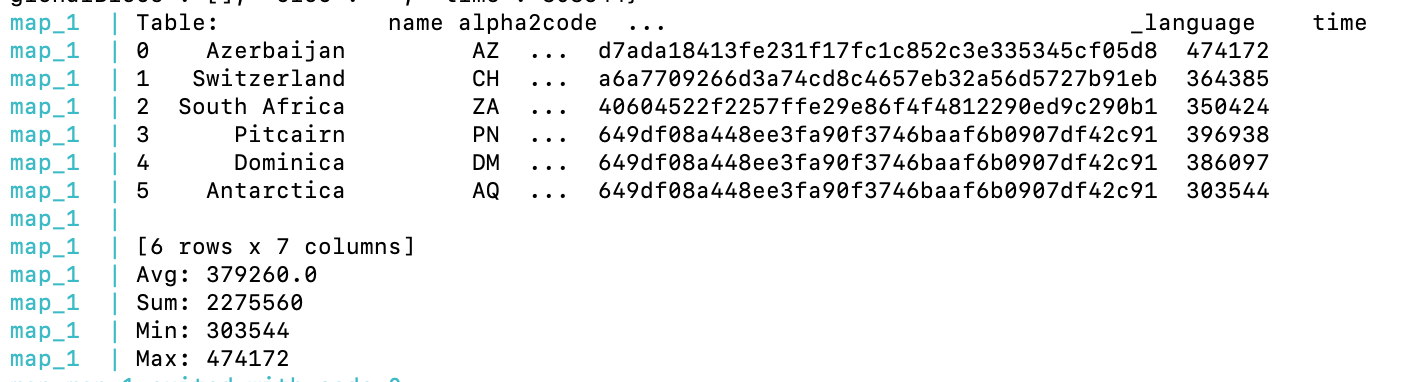 map_1 | Table: name alpha2code ... _language time
map_1 | 0 Azerbaijan AZ ... d7ada18413fe231f17fc1c852c3e335345cf05d8 474172
map_1 | 1 Switzerland CH ... a6a7709266d3a74cd8c4657eb32a56d5727b91eb 364385
map_1 | 2 South Africa ZA ... 40604522f2257ffe29e86f4f4812290ed9c290b1 350424
map_1 | 3 Pitcairn PN ... 649df08a448ee3fa90f3746baaf6b0907df42c91 396938
map_1 | 4 Dominica DM ... 649df08a448ee3fa90f3746baaf6b0907df42c91 386097
map_1 | 5 Antarctica AQ ... 649df08a448ee3fa90f3746baaf6b0907df42c91 303544
map_1 |
map_1 | [6 rows x 7 columns]
map_1 | Avg: 379260.0
map_1 | Sum: 2275560
map_1 | Min: 303544
map_1 | Max: 474172